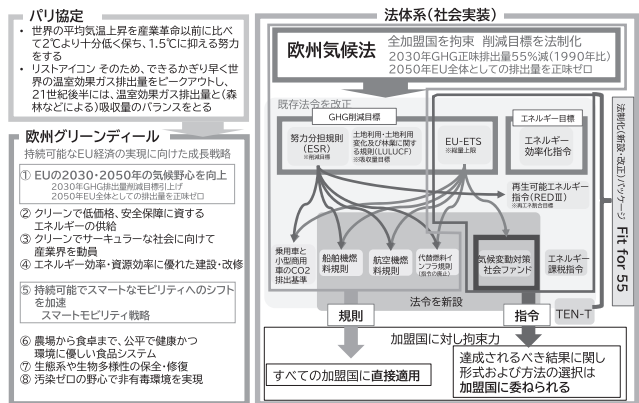 パリ協定
・ 世界の平均気温上昇を産業革命以前に比べ
て2℃より十分低く保ち、1.5℃に抑える努力
をする
・ リストアイコン そのため、できるかぎり早く世
界の温室効果ガス排出量をピークアウトし、
21世紀後半には、温室効果ガス排出量と(森
林などによる)吸収量のバランスをとる
欧州グリーンディール
持続可能なEU経済の実現に向けた成長戦略
① EUの2030・2050年の気候野心を向上
2030年GHG排出量削減目標引上げ
2050年EU全体としての排出量を正味ゼロ
② クリーンで低価格、安全保障に資する
エネルギーの供給
③ クリーンでサーキュラーな社会に向けて
産業界を動員
④ エネルギー効率・資源効率に優れた建設・改修
⑤ 持続可能でスマートなモビリティへのシフト
を加速
スマートモビリティ戦略
⑥ 農場から食卓まで、公平で健康かつ
環境に優しい食品システム
⑦ 生態系や生物多様性の保全・修復
⑧ 汚染ゼロの野心で非有毒環境を実現
法体系(社会実装)
欧州気候法
全加盟国を拘束 削減目標を法制化
2030年GHG正味排出量55%減(1990年比)
2050年EU全体としての排出量を正味ゼロ
既存法令を改正
GHG削減目標
努力分担規則
(ESR)
※削減目標
土地利用・土地利用
変化及び林業に関す
る規則(LULUCF)
※吸収量目標
EU-ETS
※総量上限
エネルギー目標
エネルギー
効率化指令
再生可能エネルギー
指令(REDⅢ)
※再エネ割合目標
乗用車と
小型商用
車のCO2
排出基準
船舶機燃
料規則
航空機燃
料規則
代替燃料イ
ンフラ規則
(指令の廃止)
気候変動対策
社会ファンド
エネルギー
課税指令
法令を新設
TEN-T
法制化(新設・改正)パッケージ Fit for 55
規則
指令
加盟国に対し拘束力
すべての加盟に直接適用
達成されるべき結果に関し
形式および方法の選択は
加盟国に委ねられる